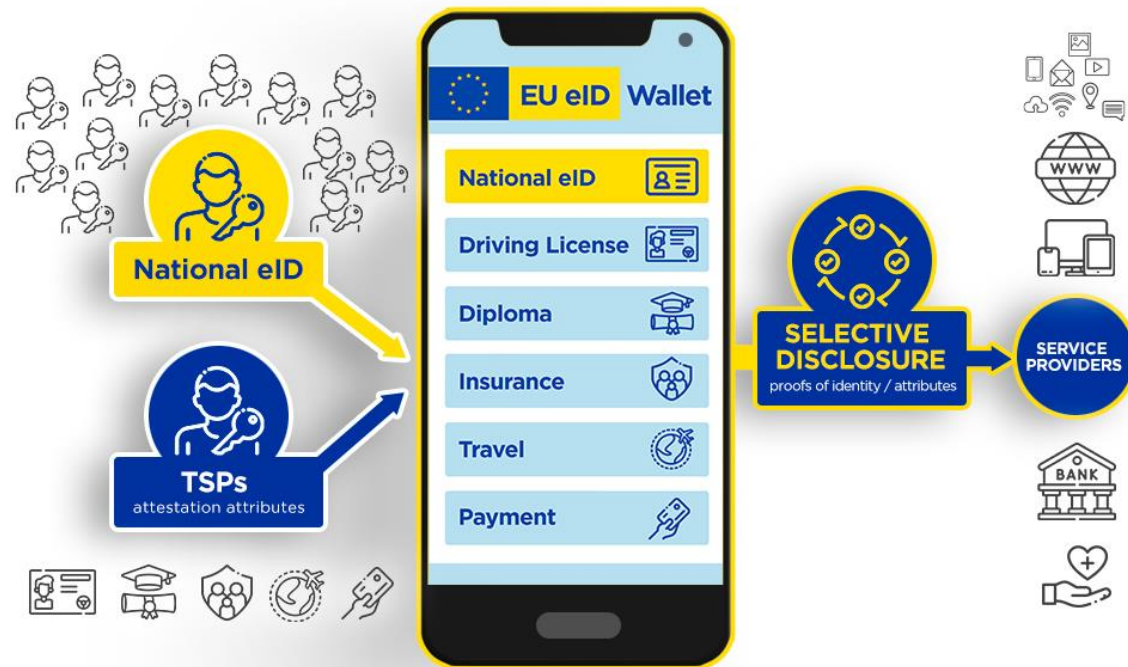 EU eID Wallet
National eID
Driving License
Diploma
Insurance
Travel
Payment
National eID
TSPs
attestation attributes
SELECTIVE
DISCLOSURE
proofs of identity / attributes
SERVICE
PROVIDERS
WWW
BANK